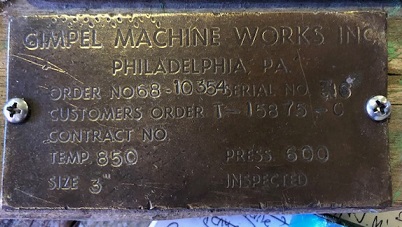 GIMPEL MACHINE WORKS INC.
PHILADELPHIA, PA.
ORDER NO 68-10354 SERIAL NO.
CUSTOMERS ORDER T-15875 -C
CONTRACT NO.
TEMP. 850 PRESS. 600
SIZE 3" INSPECTED